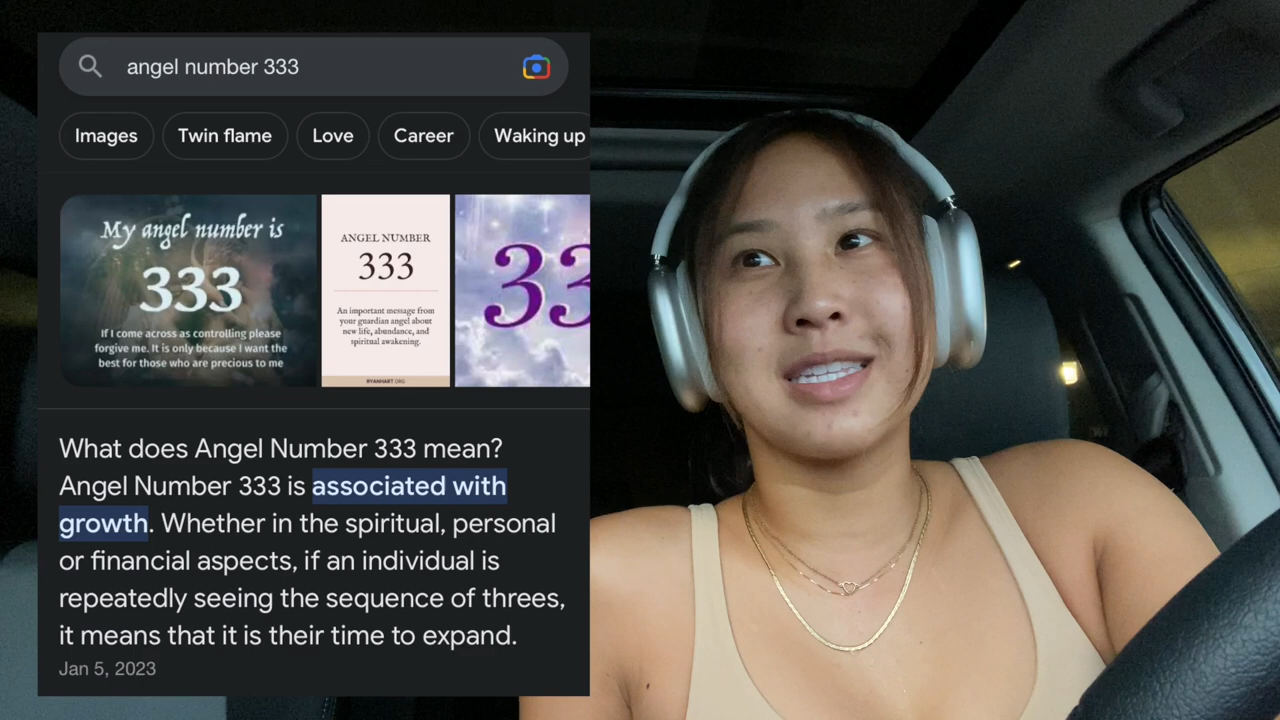 angel number 333
Images
Twin flame
Love
Career
Waking up
My angel number is
333
If I come across as controlling please
forgive me. It is only because I want the
best for those who are precious to me
ANGEL NUMBER
333
An important message from
your guardian angel about
new life, abundance, and
spiritual awakening.
RYANHART.ORG
33
What does Angel Number 333 mean?
Angel Number 333 is associated with
growth. Whether in the spiritual, personal
or financial aspects, if an individual is
repeatedly seeing the sequence of threes,
it means that it is their time to expand.
Jan 5, 2023